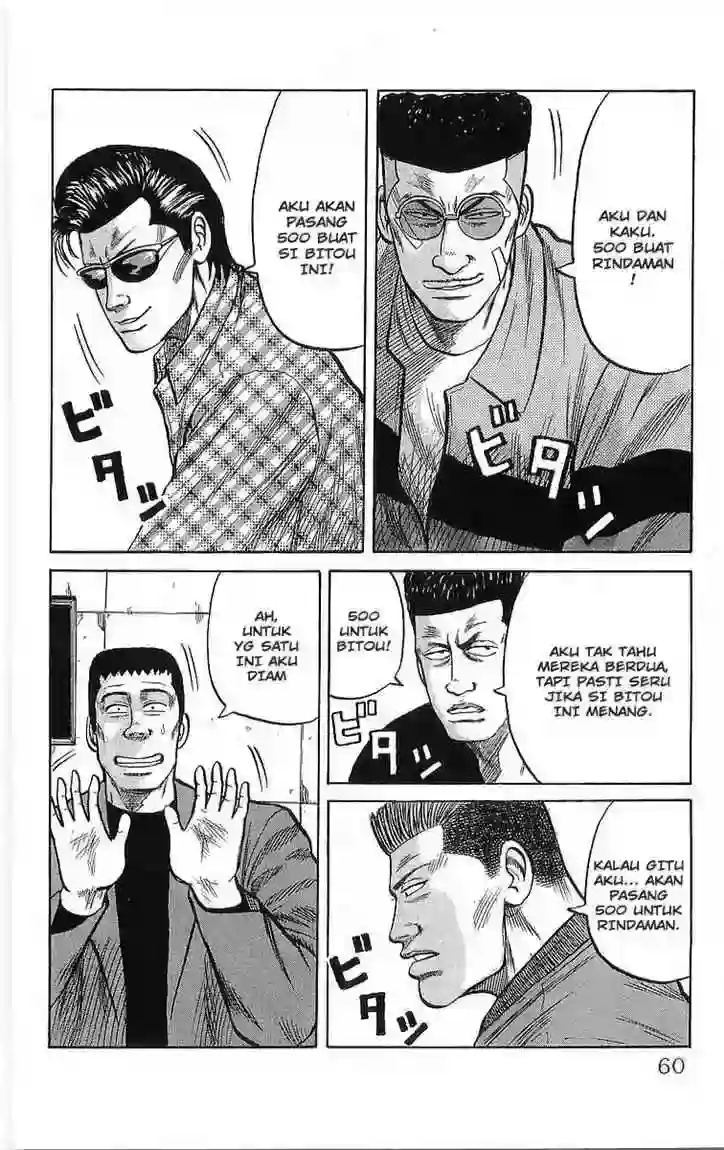 AKU DAN
KAKU.
500 BUAT
RINDAMAN
!
ビタッ
AKU AKAN
PASANG
500 BUAT
SI BITOU
INI!
ビタッ
500
UNTUK
BITOU!
AKU TAK TAHU
MEREKA BERDUA,
TAPI PASTI SERU
JIKA SI BITOU
INI MENANG.
ビタッ
AH,
UNTUK
YG SATU
INI AKU
DIAM
KALAU GITU
AKU... AKAN
PASANG
500 UNTUK
RINDAMAN.
ビタッ
60